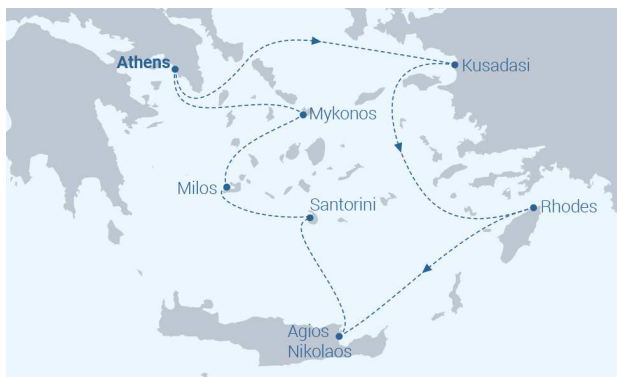 Athens
Kusadasi
Mykonos
Milos
Santorini
Rhodes
Agios
Nikolaos